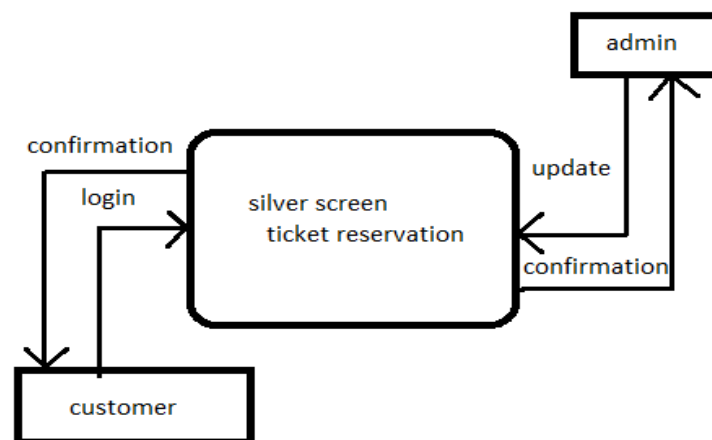 admin
confirmation
update
login
silver screen
ticket reservation
confirmation
customer